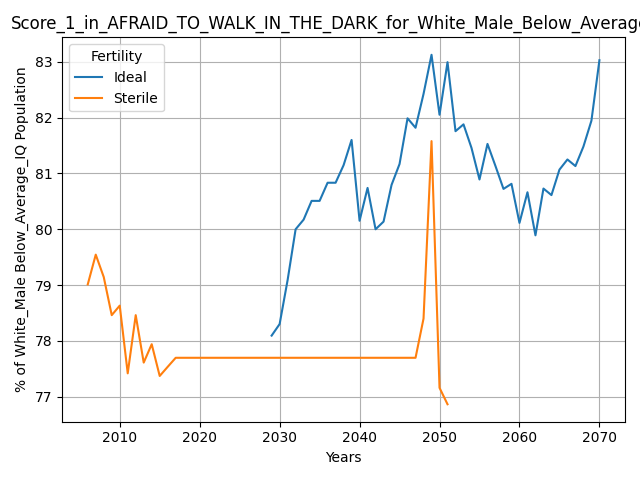 Score_1_in_AFRAID_TO_WALK_IN_THE_DARK_for_White_Male_Below_Average
Fertility
Ideal
Sterile
83
82
81
80
79
78
77
% of White_Male Below_Average_IQ Population
2010 2020 2030 2040 2050 2060 2070
Years